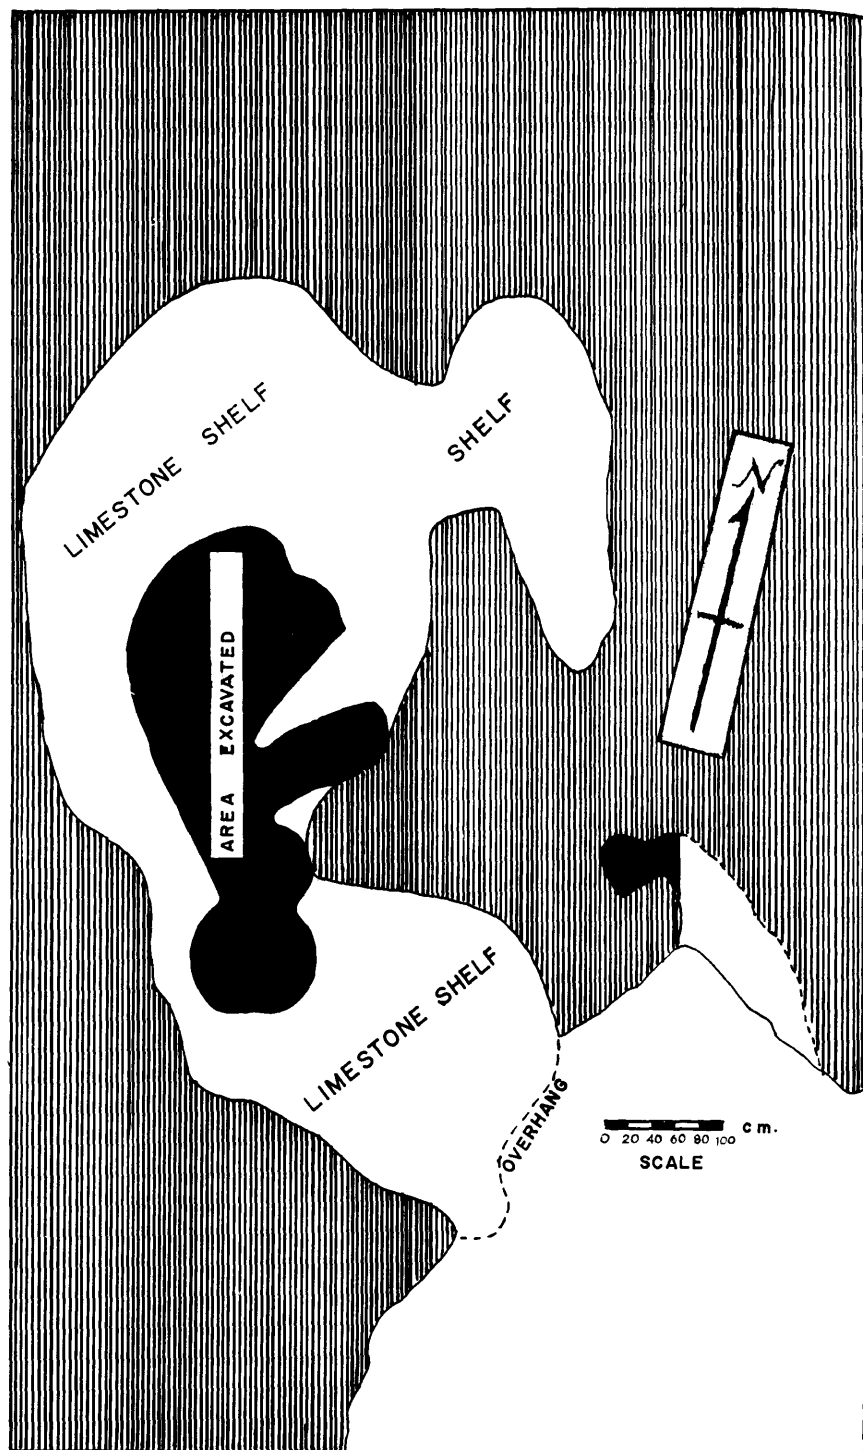 LIMESTONE SHELF
SHELF
N
AREA EXCAVATED
LIMESTONE SHELF
OVERHANG
0 20 40 60 80 100 cm.
SCALE